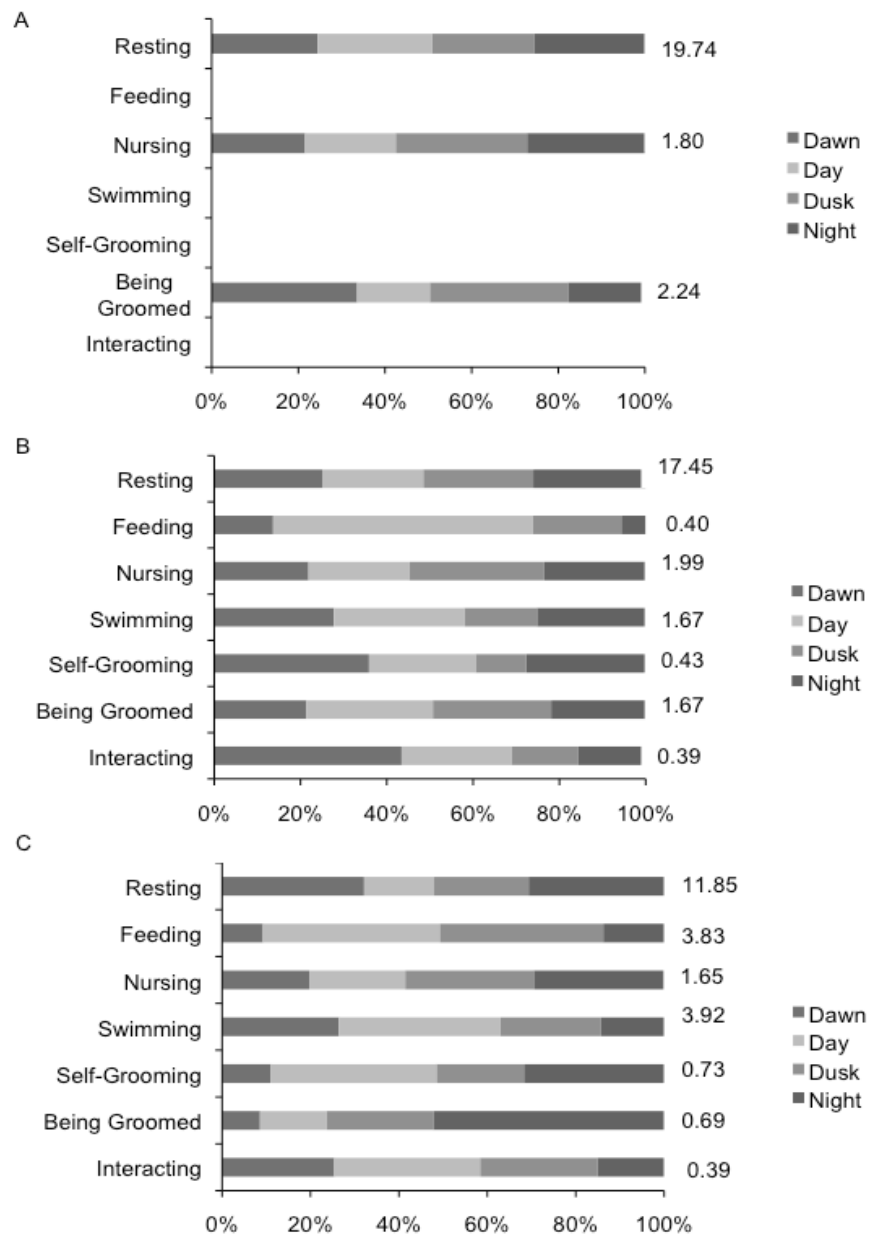 A
Resting 19.74
Feeding
Nursing 1.80
Swimming
Self-Grooming
Being
Groomed 2.24
Interacting
0% 20% 40% 60% 80% 100%
Dawn
Day
Dusk
Night
B
Resting 17.45
Feeding 0.40
Nursing 1.99
Swimming 1.67
Self-Grooming 0.43
Being Groomed 1.67
Interacting 0.39
0% 20% 40% 60% 80% 100%
Dawn
Day
Dusk
Night
C
Resting 11.85
Feeding 3.83
Nursing 1.65
Swimming 3.92
Self-Grooming 0.73
Being Groomed 0.69
Interacting 0.39
0% 20% 40% 60% 80% 100%
Dawn
Day
Dusk
Night